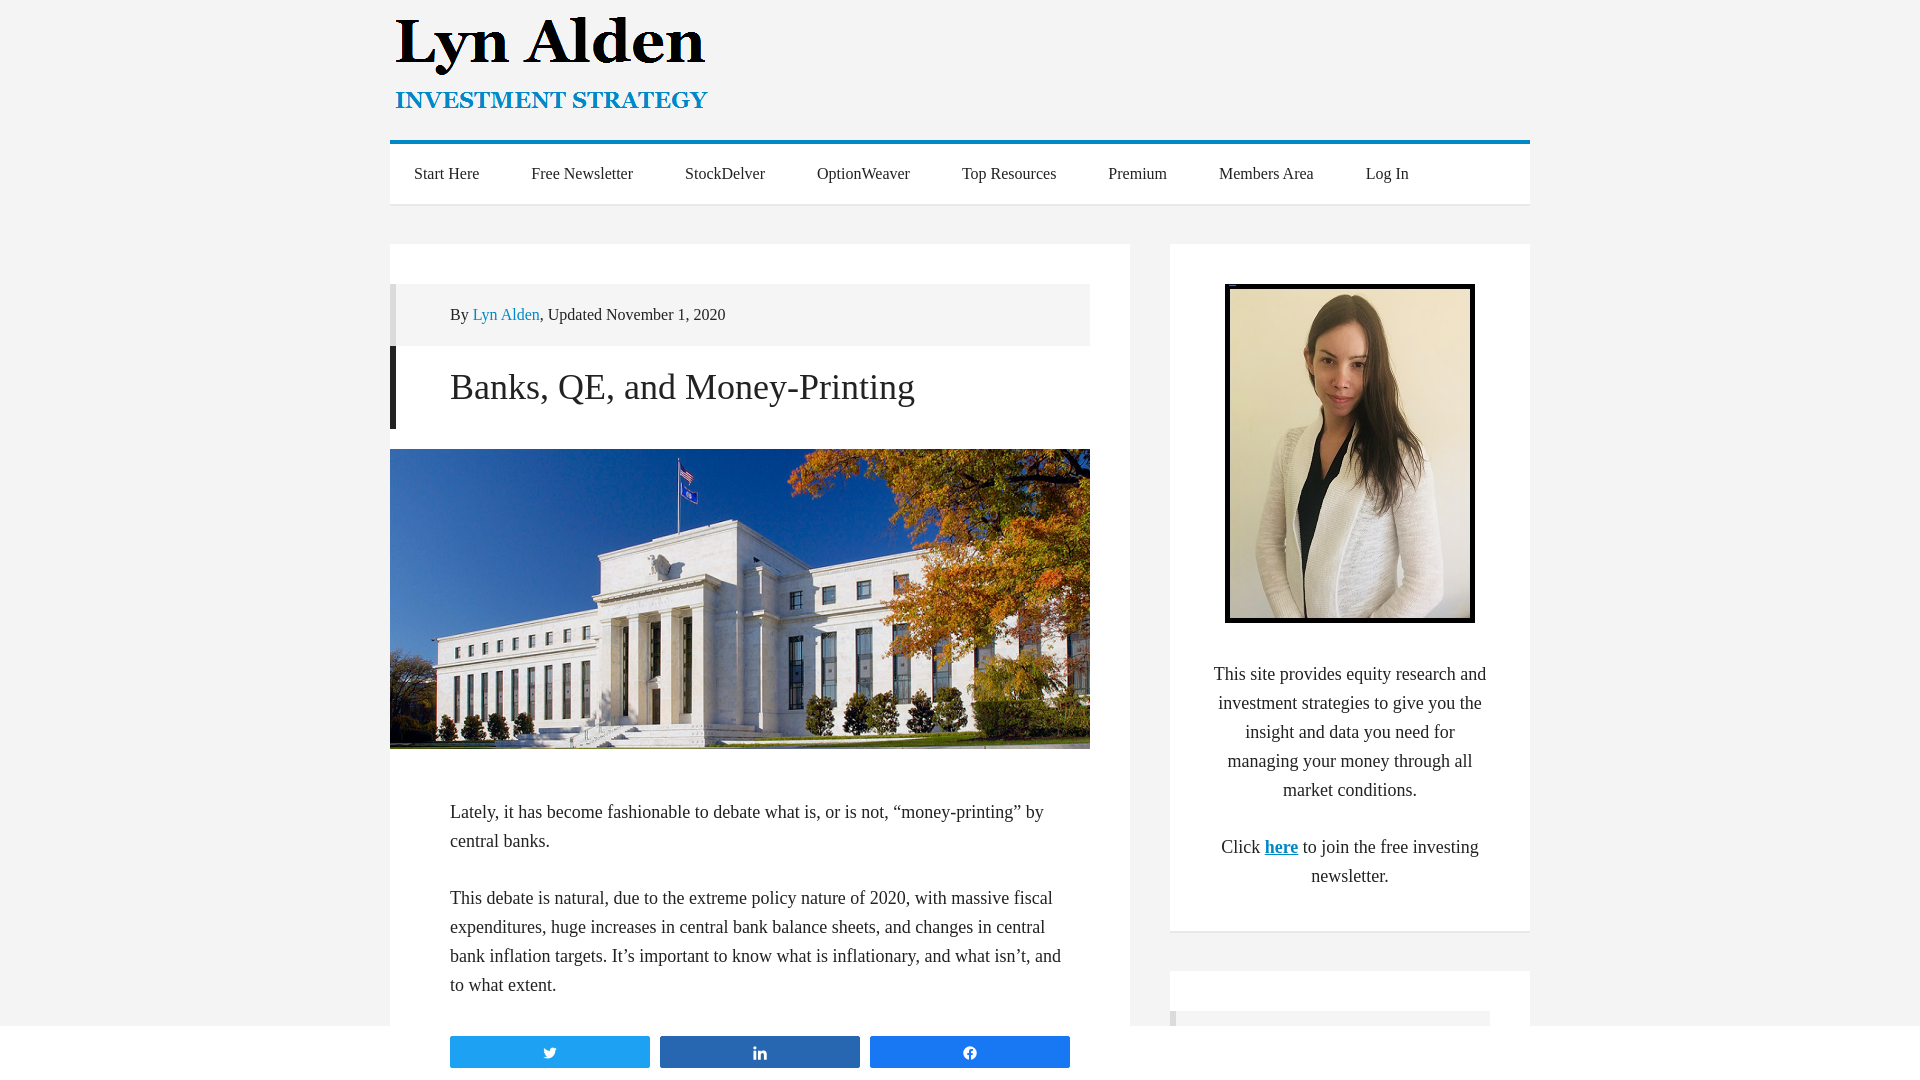 Lyn Alden
INVESTMENT STRATEGY
Start Here Free Newsletter StockDelver OptionWeaver Top Resources Premium Members Area Log In
By Lyn Alden, Updated November 1, 2020
Banks, QE, and Money-Printing
Lately, it has become fashionable to debate what is, or is not, “money-printing” by
central banks.
This debate is natural, due to the extreme policy nature of 2020, with massive fiscal
expenditures, huge increases in central bank balance sheets, and changes in central
bank inflation targets. It’s important to know what is inflationary, and what isn’t, and
to what extent.
This site provides equity research and
investment strategies to give you the
insight and data you need for
managing your money through all
market conditions.
Click here to join the free investing
newsletter.